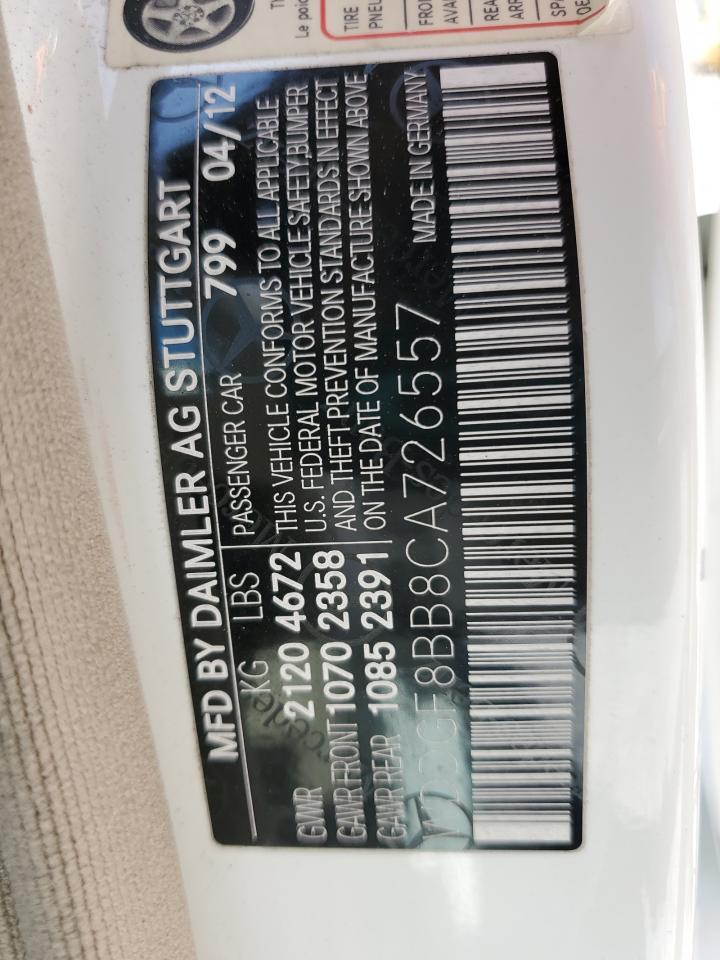 TIRE
MFD BY DAIMLER AG STUTTGART
KG LBS PASSENGER CAR 799 04/12
GVWR 2120 4672 THIS VEHICLE CONFORMS TO ALL APPLICABLE
GAWR FRONT 1070 2358 U.S. FEDERAL MOTOR VEHICLE SAFETY, BUMPER
GAWR REAR 1085 2391 AND THEFT PREVENTION STANDARDS IN EFFECT
ON THE DATE OF MANUFACTURE SHOWN ABOVE
WDDGF8BB8CA726557 MADE IN GERMANY